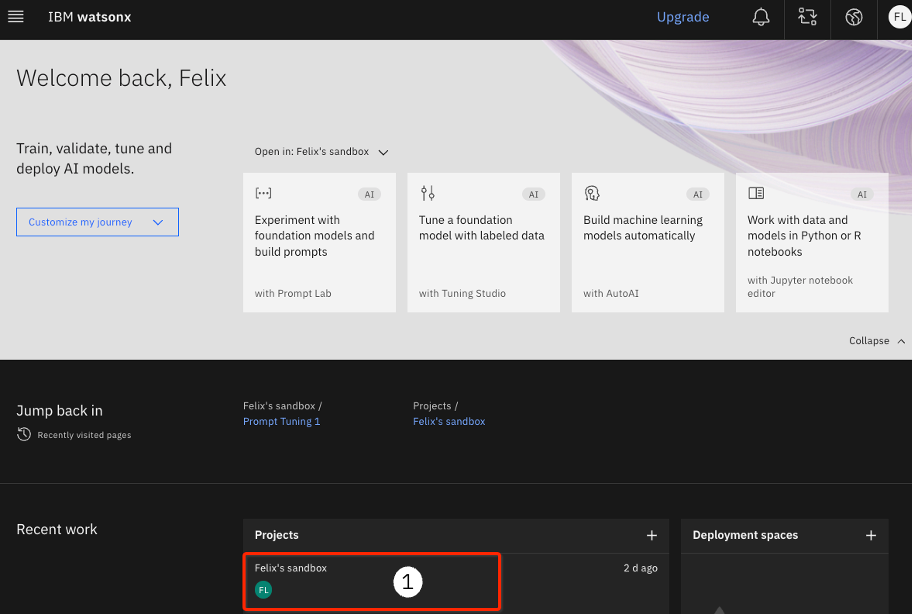 IBM watsonx
Upgrade
FL
Welcome back, Felix
Train, validate, tune and
deploy AI models.
Customize my journey
Open in: Felix's sandbox
AI
Experiment with
foundation models and
build prompts
with Prompt Lab
AI
Tune a foundation
model with labeled data
with Tuning Studio
AI
Build machine learning
models automatically
with AutoAI
AI
Work with data and
models in Python or R
notebooks
with Jupyter notebook
editor
Collapse
Jump back in
Recently visited pages
Felix's sandbox /
Prompt Tuning 1
Projects /
Felix's sandbox
Recent work
Projects
Felix's sandbox
FL
1
2 d ago
Deployment spaces